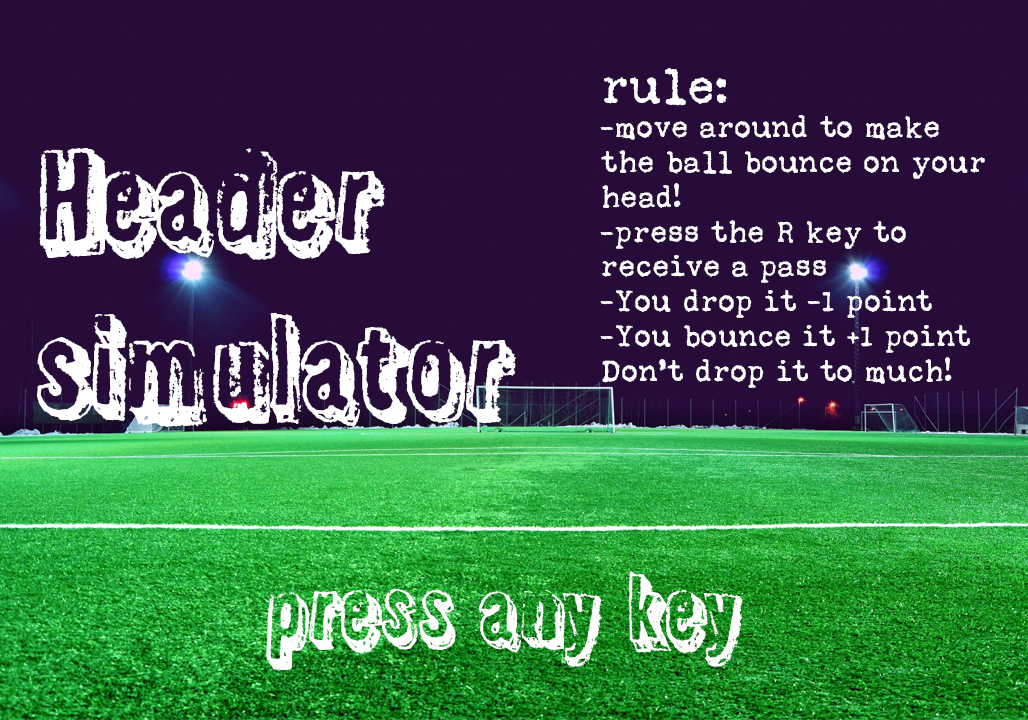 Header
simulator
rule:
-move around to make
the ball bounce on your
head!
-press the R key to
receive a pass
-You drop it -1 point
-You bounce it +1 point
Don't drop it to much!
press any key